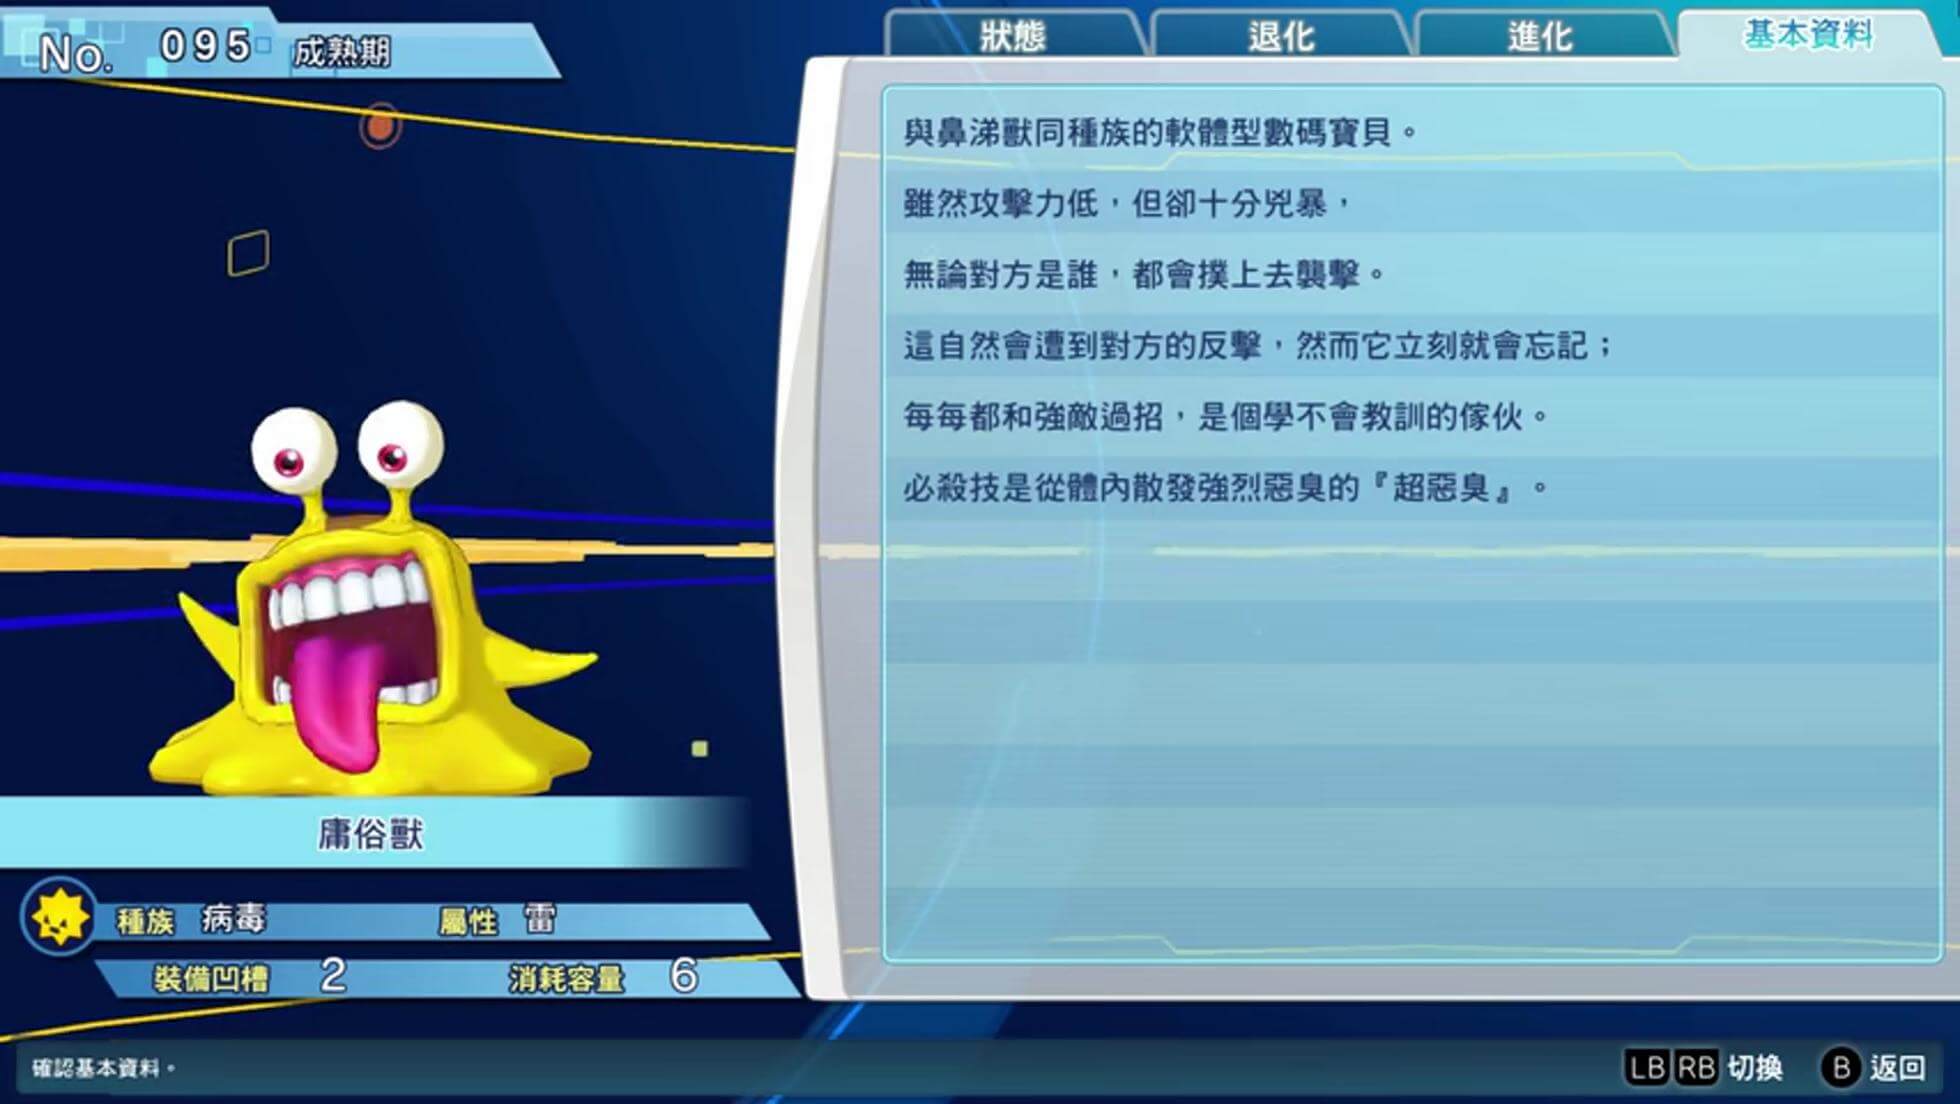 No. 095 成熟期
狀態 退化 進化 基本資料
與鼻涕獸同種族的軟體型數碼寶貝。
雖然攻擊力低，但卻十分兇暴，
無論對方是誰，都會撲上去襲擊。
這自然會遭到對方的反擊，然而它立刻就會忘記；
每每都和強敵過招，是個學不會教訓的傢伙。
必殺技是從體內散發強烈惡臭的『超惡臭』。
庸俗獸
種族 病毒 屬性 雷
裝備凹槽 2 消耗容量 6
確認基本資料。
LB RB 切換 B 返回